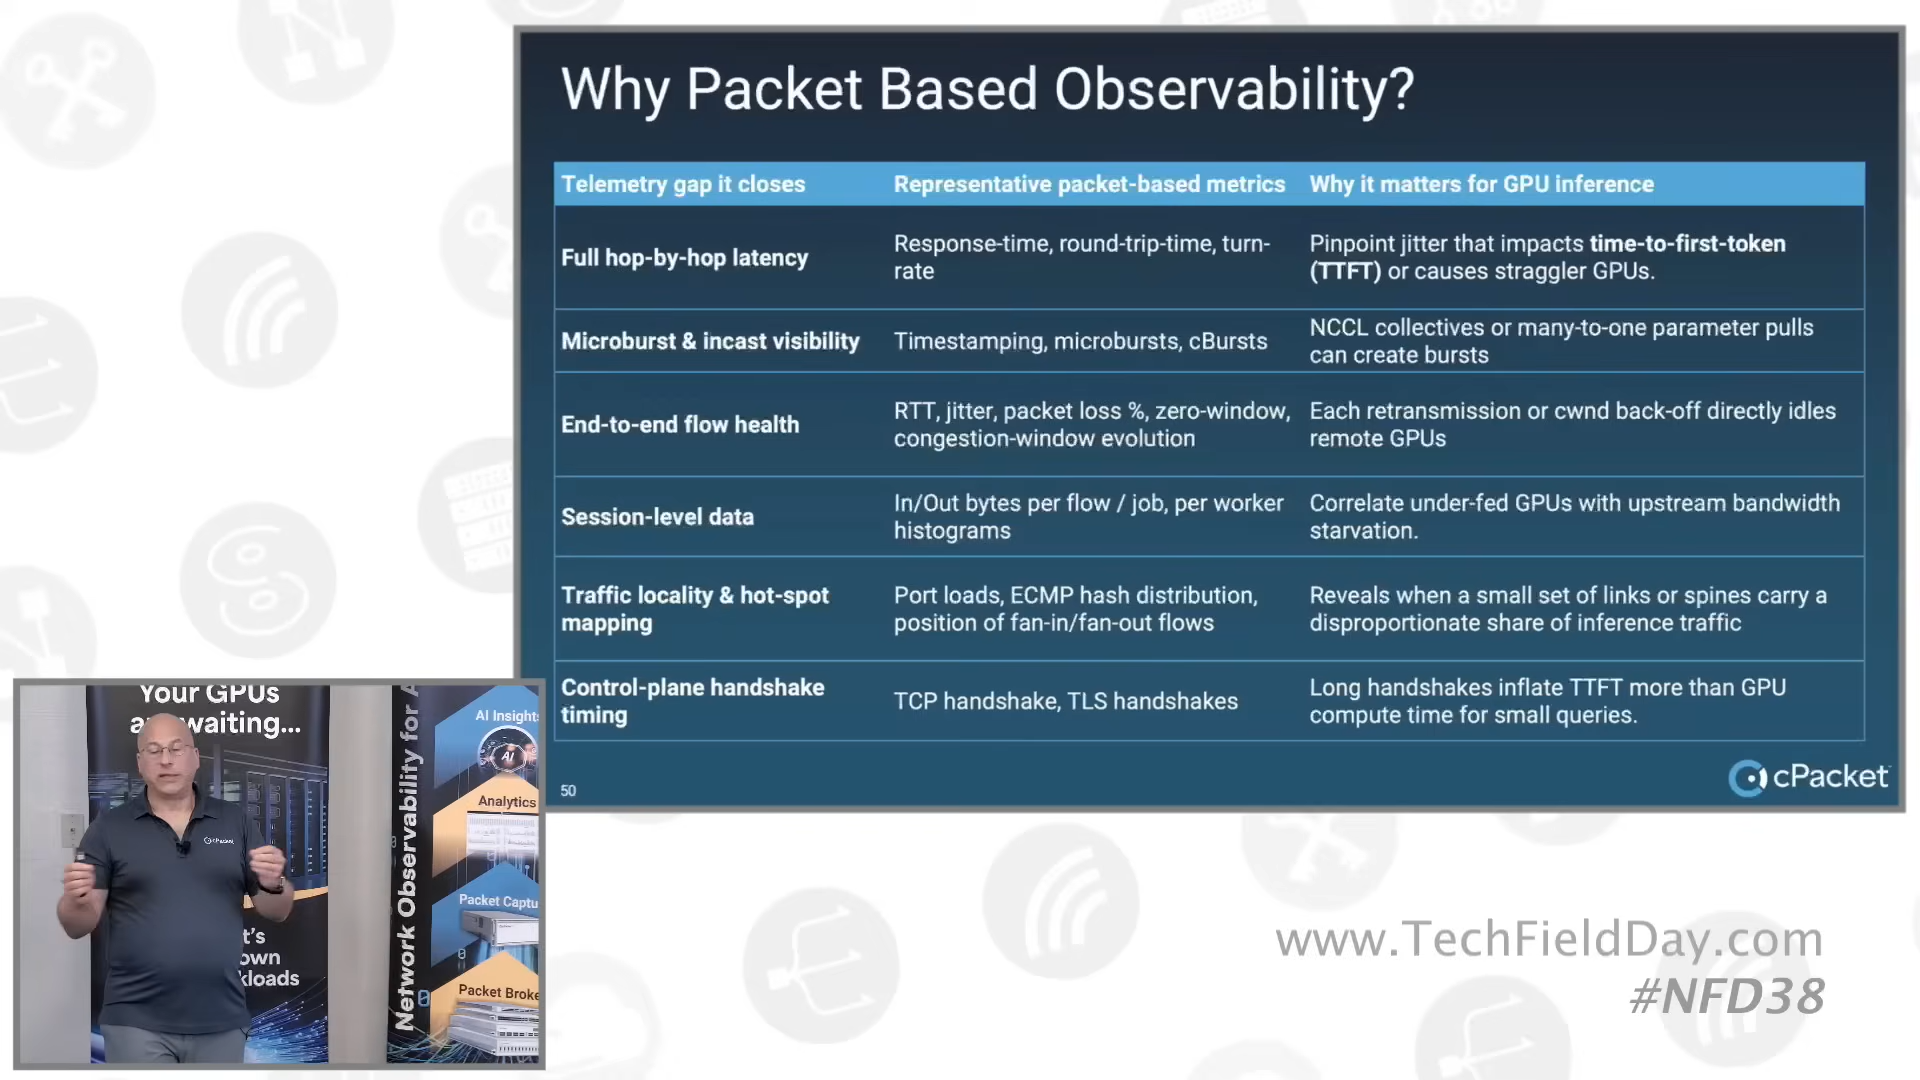 Why Packet Based Observability?
Telemetry gap it closes
Representative packet-based metrics
Why it matters for GPU inference
Full hop-by-hop latency
Response-time, round-trip-time, turn-
rate
Pinpoint jitter that impacts time-to-first-token
(TTFT) or causes straggler GPUs.
Microburst & incast visibility
Timestamping, microbursts, cBursts
NCCL collectives or many-to-one parameter pulls
can create bursts
End-to-end flow health
RTT, jitter, packet loss %, zero-window,
congestion-window evolution
Each retransmission or cwnd back-off directly idles
remote GPUs
Session-level data
In/Out bytes per flow / job, per worker
histograms
Correlate under-fed GPUs with upstream bandwidth
starvation.
Traffic locality & hot-spot
mapping
Port loads, ECMP hash distribution,
position of fan-in/fan-out flows
Reveals when a small set of links or spines carry a
disproportionate share of inference traffic
Control-plane handshake
timing
TCP handshake, TLS handshakes
Long handshakes inflate TTFT more than GPU
compute time for small queries.
50
cPacket
Your GPUs
waiting...
cPacket
Network Observability for
AI Insights
AI
Analytics
Packet
Packet
www.TechFieldDay.com
#NFD38